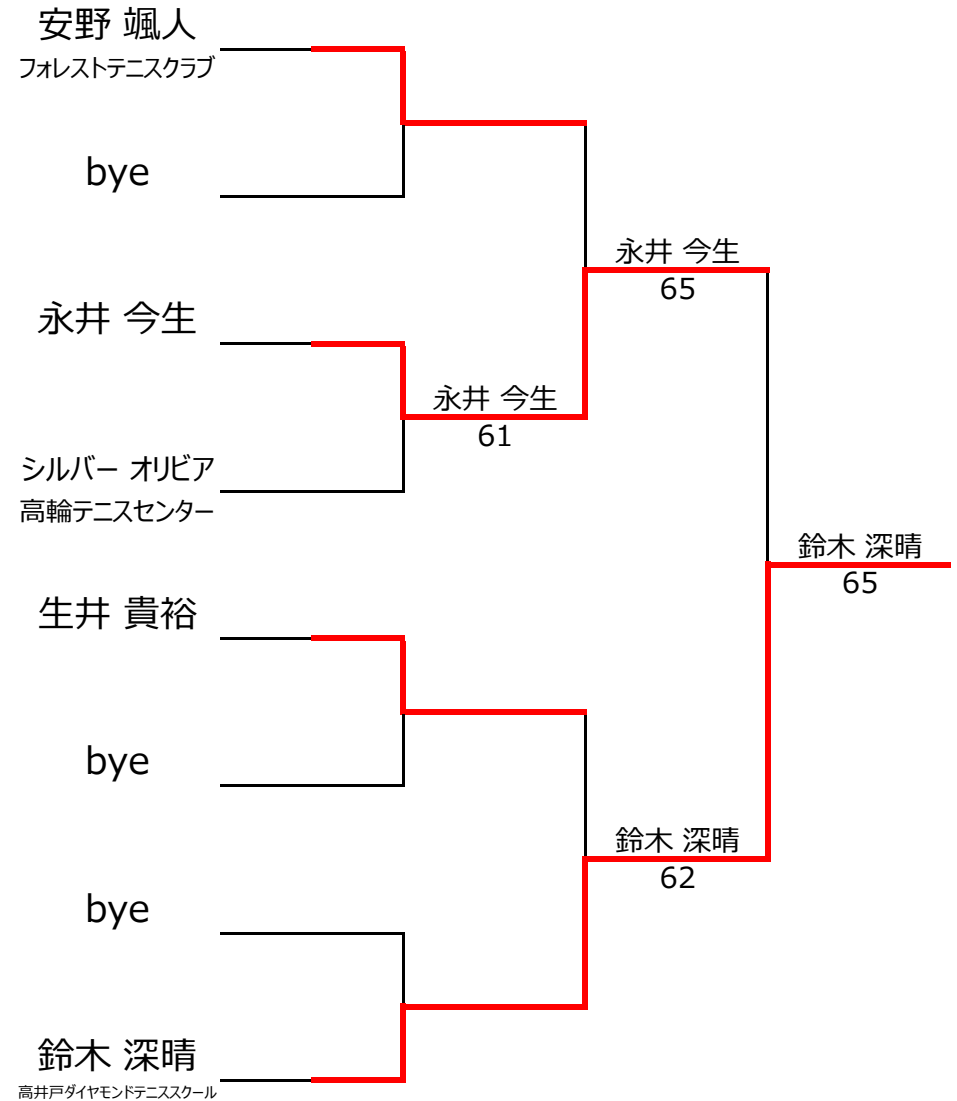 安野 颯人
フォレストテニスクラブ
bye
永井 今生
65
永井 今生
永井 今生
61
シルバー オリビア
高輪テニスセンター
鈴木 深晴
65
生井 貴裕
bye
鈴木 深晴
62
bye
鈴木 深晴
高井戸ダイヤモンドテニススクール